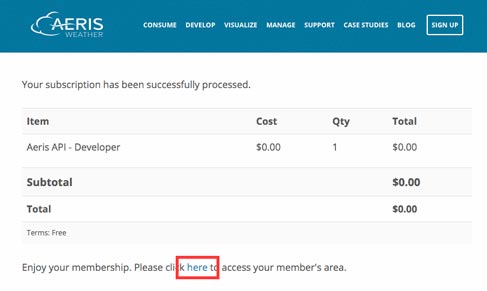 AERIS
WEATHER
CONSUME DEVELOP VISUALIZE MANAGE SUPPORT CASE STUDIES BLOG SIGN UP
Your subscription has been successfully processed.
Item Cost Qty Total
Aeris API - Developer $0.00 1 $0.00
Subtotal $0.00
Total $0.00
Terms: Free
Enjoy your membership. Please click here to access your member's area.